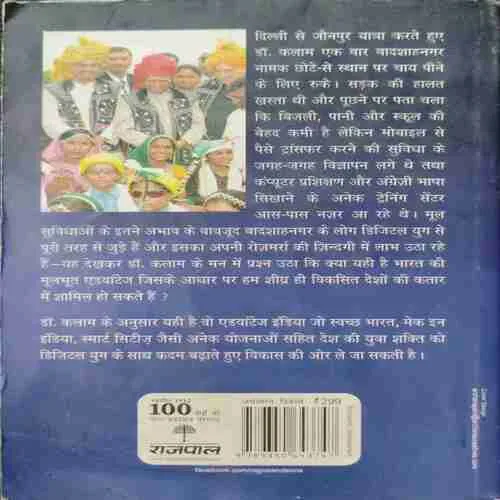 दिल्ली से जौनपुर यात्रा करते हुए
डॉ. कलाम एक बार बादशाहनगर
नामक छोटे-से स्थान पर चाय पीने
के लिए रुके। सड़क की हालत
खस्ता थी और पूछने पर पता चला
कि बिजली, पानी और स्कूल की
बेहद कमी है लेकिन मोबाइल से
पैसे ट्रांसफर करने की सुविधा के
जगह-जगह विज्ञापन लगे थे तथा
कंप्यूटर प्रशिक्षण और अंग्रेजी भाषा
सिखाने के अनेक ट्रेनिंग सेंटर
आस-पास नज़र आ रहे थे। मूल
सुविधाओं के इतने अभाव के बावजूद बादशाहनगर के लोग डिजिटल युग से
पूरी तरह से जुड़े हैं और इसका अपनी रोज़मर्रा की ज़िन्दगी में लाभ उठा रहे
हैं—यह देखकर डॉ. कलाम के मन में प्रश्न उठा कि क्या यही है भारत की
मूलभूत एडवांटेज जिसके आधार पर हम शीघ्र ही विकसित देशों की कतार
में शामिल हो सकते हैं ?
डॉ. कलाम के अनुसार यही है वो एडवांटेज इंडिया जो स्वच्छ भारत, मेक इन
इंडिया, स्मार्ट सिटीज़ जैसी अनेक योजनाओं सहित देश की युवा शक्ति को
डिजिटल युग के साथ कदम बढ़ाते हुए विकास की ओर ले जा सकती है।
100
₹299
राजपाल